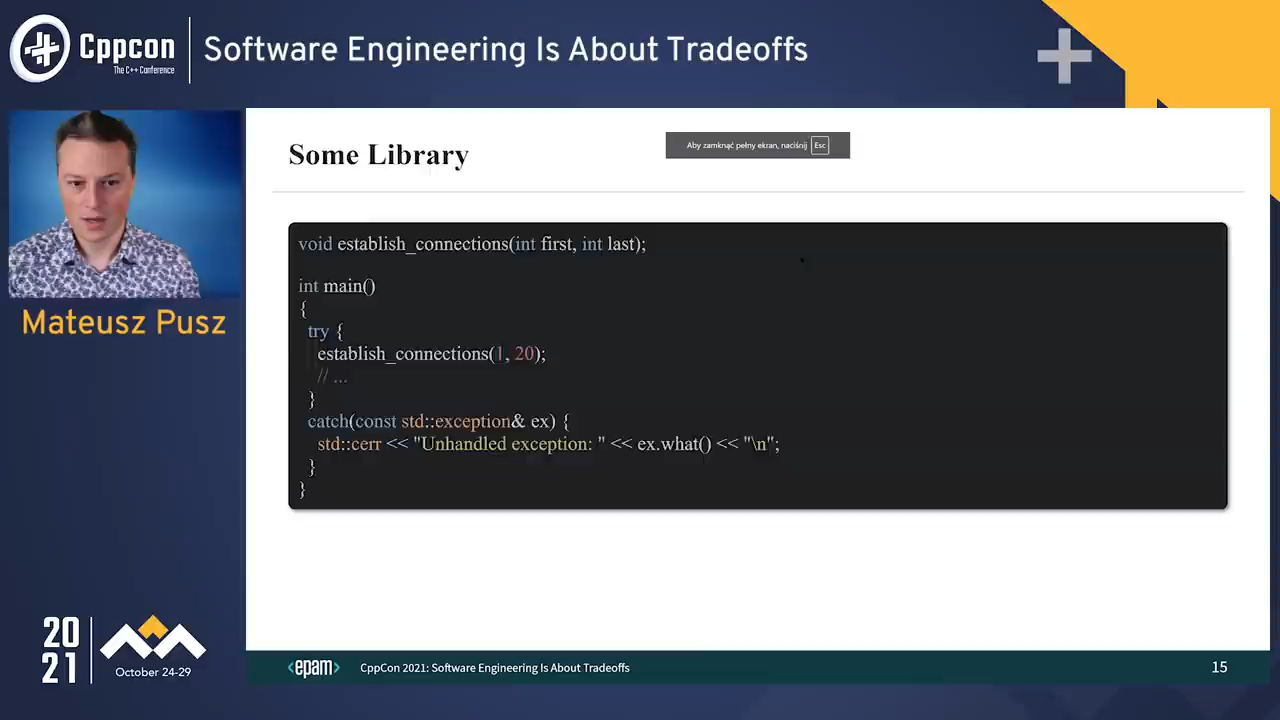 Cppcon
The C++ Conference
Software Engineering Is About Tradeoffs
Mateusz Pusz
Some Library
Aby zamknąć pełny ekran, naciśnij Esc
void establish_connections(int first, int last);
int main()
{
try {
establish_connections(1, 20);
// ...
}
catch(const std::exception& ex) {
std::cerr << "Unhandled exception: " << ex.what() << "\n";
}
}
20
21
October 24-29
<epam>
CppCon 2021: Software Engineering Is About Tradeoffs
15